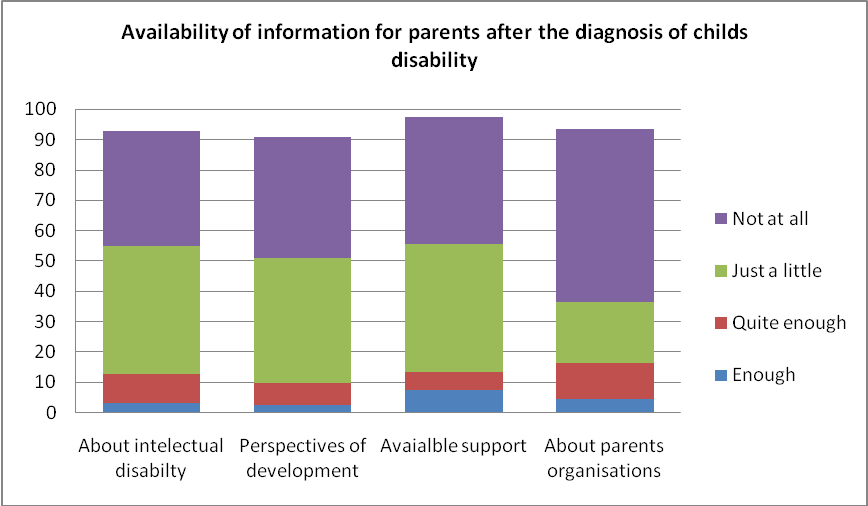 Availability of information for parents after the diagnosis of childs
disability
100
90
80
70
60
50
40
30
20
10
0
About intelectual
disabilty
Perspectives of
development
Avaialble support
About parents
organisations
Not at all
Just a little
Quite enough
Enough